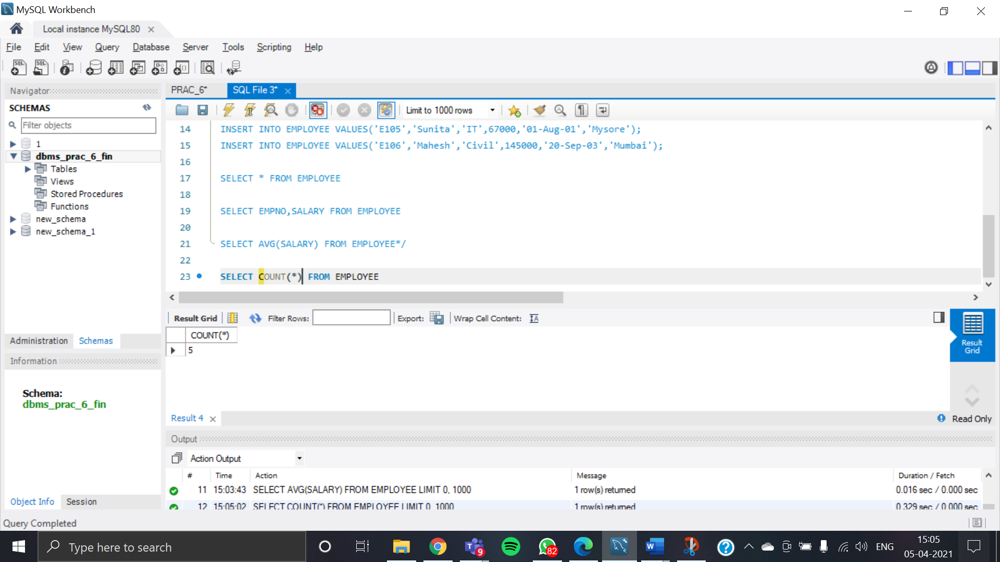 MySQL Workbench
Local instance MySQL80
File Edit View Query Database Server Tools Scripting Help
Navigator
SCHEMAS
Filter objects
1
dbms_prac_6_fin
Tables
Views
Stored Procedures
Functions
new_schema
new_schema_1
Administration Schemas
Information
Schema:
dbms_prac_6_fin
Object Info Session
PRAC_6* SQL File 3*
Limit to 1000 rows
14 INSERT INTO EMPLOYEE VALUES('E105','Sunita','IT',67000,'01-Aug-01','Mysore');
15 INSERT INTO EMPLOYEE VALUES('E106','Mahesh','Civil',145000,'20-Sep-03','Mumbai');
16
17 SELECT * FROM EMPLOYEE
18
19 SELECT EMPNO,SALARY FROM EMPLOYEE
20
21 SELECT AVG(SALARY) FROM EMPLOYEE*/
22
23 SELECT COUNT(*) FROM EMPLOYEE
Result Grid Filter Rows: Export: Wrap Cell Content:
COUNT(*)
5
Result Grid
Result 4
Read Only
Output
Action Output
# Time Action Message Duration / Fetch
11 15:03:43 SELECT AVG(SALARY) FROM EMPLOYEE LIMIT 0, 1000 1 row(s) returned 0.016 sec / 0.000 sec
12 15:05:02 SELECT COUNT(*) FROM EMPLOYEE LIMIT 0, 1000 1 row(s) returned 0.329 sec / 0.000 sec
Query Completed
Type here to search
9
82
W
ENG
15:05
05-04-2021